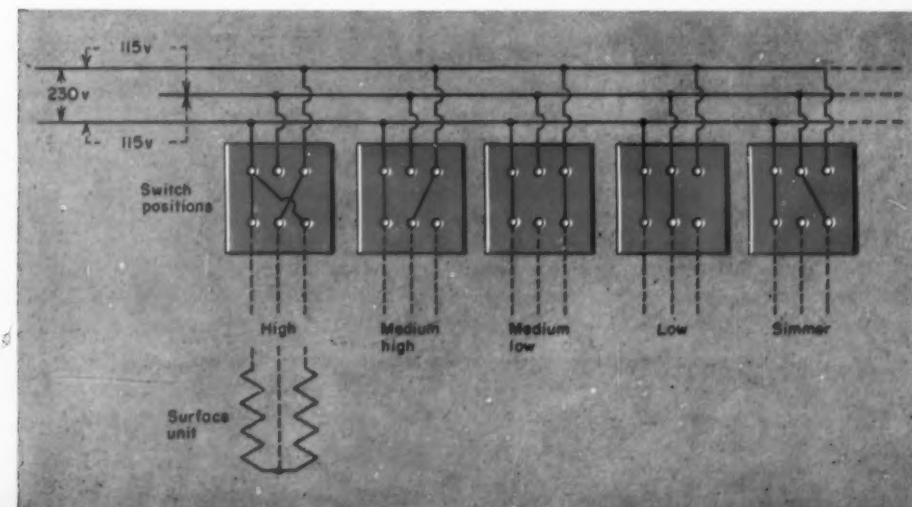 115v
230v
115v
Switch
positions
High
Medium
high
Medium
low
Low
Simmer
Surface
unit